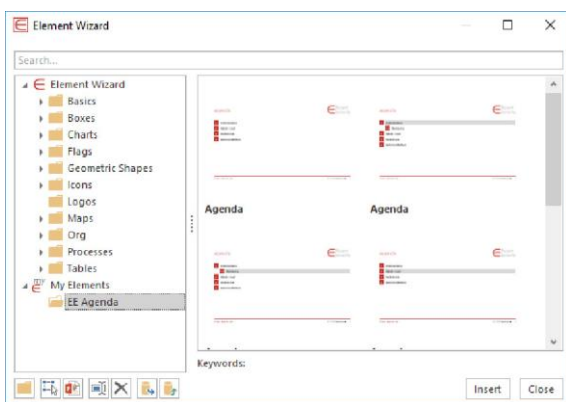 Element Wizard
Search...
Element Wizard
Basics
Boxes
Charts
Flags
Geometric Shapes
Icons
Logos
Maps
Org
Processes
Tables
My Elements
EE Agenda
Agenda
Agenda
Keywords:
Insert
Close